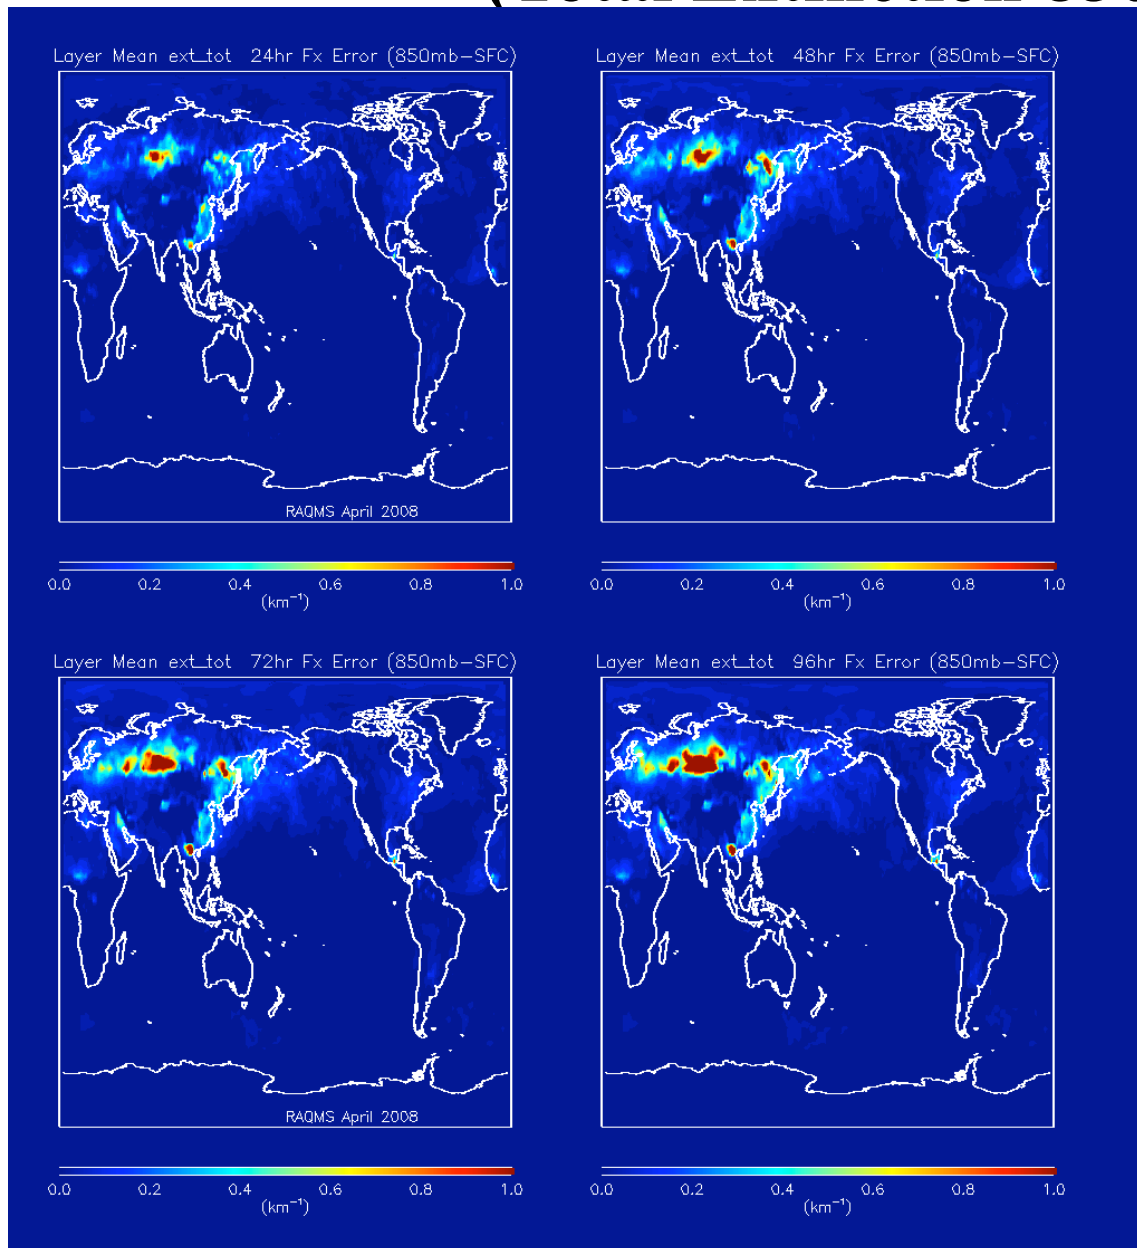 Layer Mean ext_tot 24hr Fx Error (850mb-SFC)
Layer Mean ext_tot 48hr Fx Error (850mb-SFC)
RAQMS April 2008
0.0 0.2 0.4 0.6 0.8 1.0
(km⁻¹)
0.0 0.2 0.4 0.6 0.8 1.0
(km⁻¹)
Layer Mean ext_tot 72hr Fx Error (850mb-SFC)
Layer Mean ext_tot 96hr Fx Error (850mb-SFC)
RAQMS April 2008
0.0 0.2 0.4 0.6 0.8 1.0
(km⁻¹)
0.0 0.2 0.4 0.6 0.8 1.0
(km⁻¹)